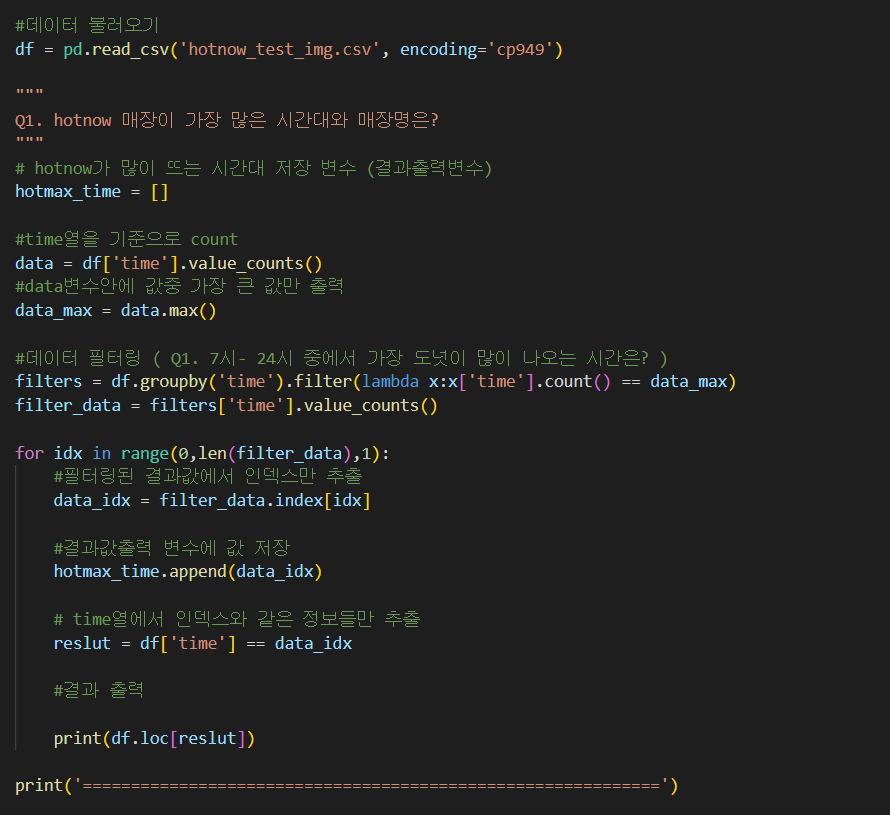 #데이터 불러오기
df = pd.read_csv('hotnow_test_img.csv', encoding='cp949')
"""
Q1. hotnow 매장이 가장 많은 시간대와 매장명은?
"""
# hotnow가 많이 뜨는 시간대 저장 변수 (결과출력변수)
hotmax_time = []
#time열을 기준으로 count
data = df['time'].value_counts()
#data변수안에 값중 가장 큰 값만 출력
data_max = data.max()
#데이터 필터링 ( Q1. 7시- 24시 중에서 가장 도넛이 많이 나오는 시간은? )
filters = df.groupby('time').filter(lambda x:x['time'].count() == data_max)
filter_data = filters['time'].value_counts()
for idx in range(0,len(filter_data),1):
    #필터링된 결과값에서 인덱스만 추출
    data_idx = filter_data.index[idx]
    #결과값출력 변수에 값 저장
    hotmax_time.append(data_idx)
    # time열에서 인덱스와 같은 정보들만 추출
    reslut = df['time'] == data_idx
    #결과 출력
    print(df.loc[reslut])
print('============================================================')